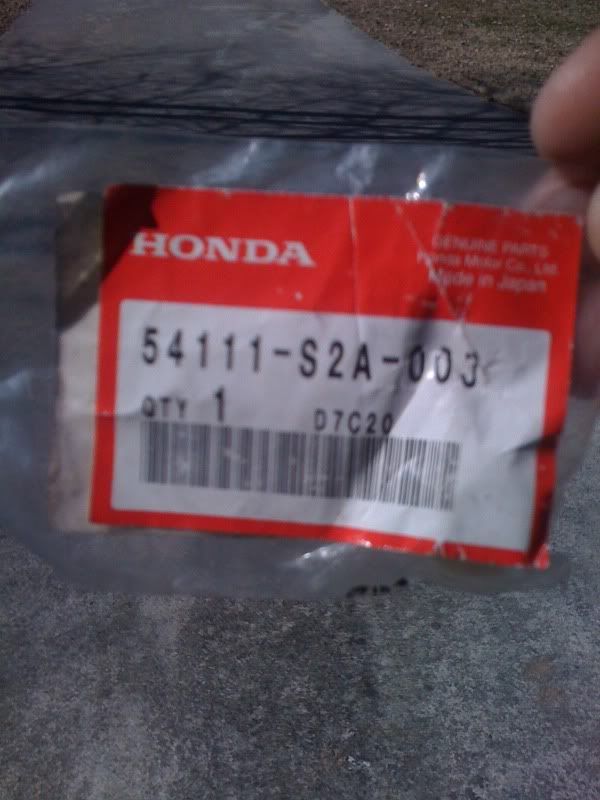 HONDA
GENUINE PARTS
Honda Motor Co., Ltd.
Made in Japan
54111-S2A-003
QTY 1 D7C20